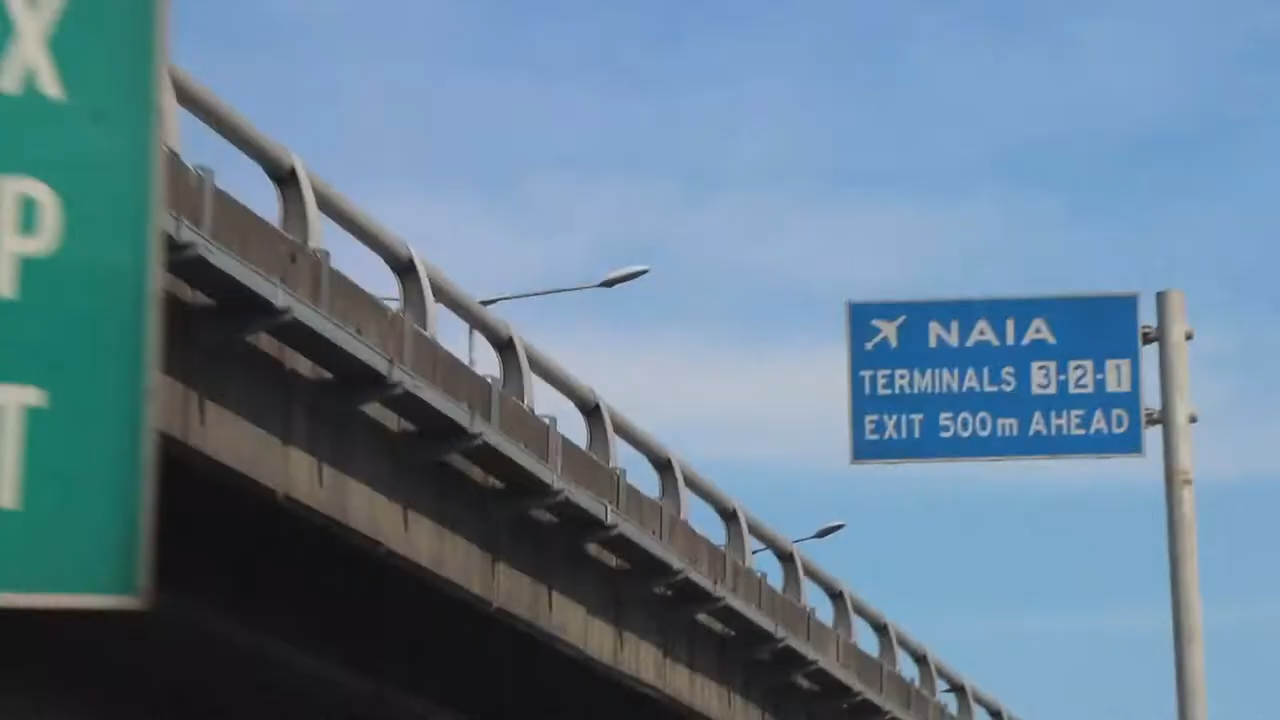 X
P
T
NAIA
TERMINALS 3-2-1
EXIT 500m AHEAD